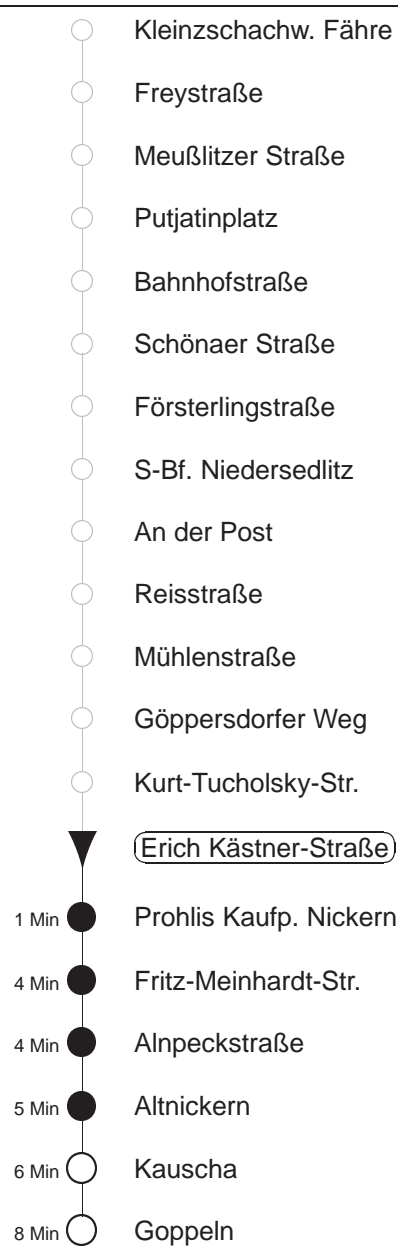 Kleinzschachw. Fähre
Freystraße
Meußlitzer Straße
Putjatinplatz
Bahnhofstraße
Schönaer Straße
Försterlingstraße
S-Bf. Niedersedlitz
An der Post
Reisstraße
Mühlenstraße
Göppersdorfer Weg
Kurt-Tucholsky-Str.
Erich Kästner-Straße
1 Min Prohlis Kaufp. Nickern
4 Min Fritz-Meinhardt-Str.
4 Min Alnpeckstraße
5 Min Altnickern
6 Min Kauscha
8 Min Goppeln